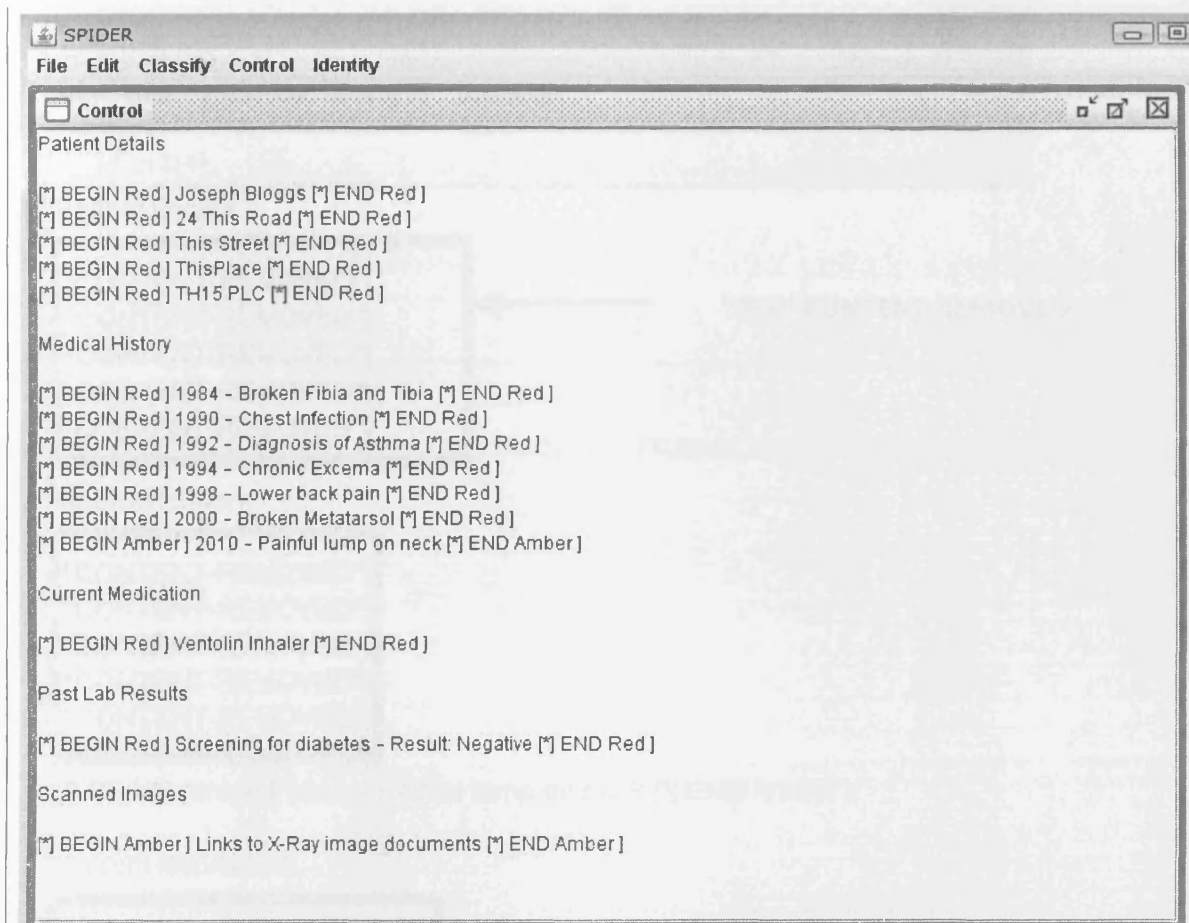 SPIDER
File Edit Classify Control Identity
Control
Patient Details
[*] BEGIN Red ] Joseph Bloggs [*] END Red ]
[*] BEGIN Red ] 24 This Road [*] END Red ]
[*] BEGIN Red ] This Street [*] END Red ]
[*] BEGIN Red ] ThisPlace [*] END Red ]
[*] BEGIN Red ] TH15 PLC [*] END Red ]
Medical History
[*] BEGIN Red ] 1984 - Broken Fibia and Tibia [*] END Red ]
[*] BEGIN Red ] 1990 - Chest Infection [*] END Red ]
[*] BEGIN Red ] 1992 - Diagnosis of Asthma [*] END Red ]
[*] BEGIN Red ] 1994 - Chronic Excema [*] END Red ]
[*] BEGIN Red ] 1998 - Lower back pain [*] END Red ]
[*] BEGIN Red ] 2000 - Broken Metatarsol [*] END Red ]
[*] BEGIN Amber ] 2010 - Painful lump on neck [*] END Amber ]
Current Medication
[*] BEGIN Red ] Ventolin Inhaler [*] END Red ]
Past Lab Results
[*] BEGIN Red ] Screening for diabetes - Result: Negative [*] END Red ]
Scanned Images
[*] BEGIN Amber ] Links to X-Ray image documents [*] END Amber ]